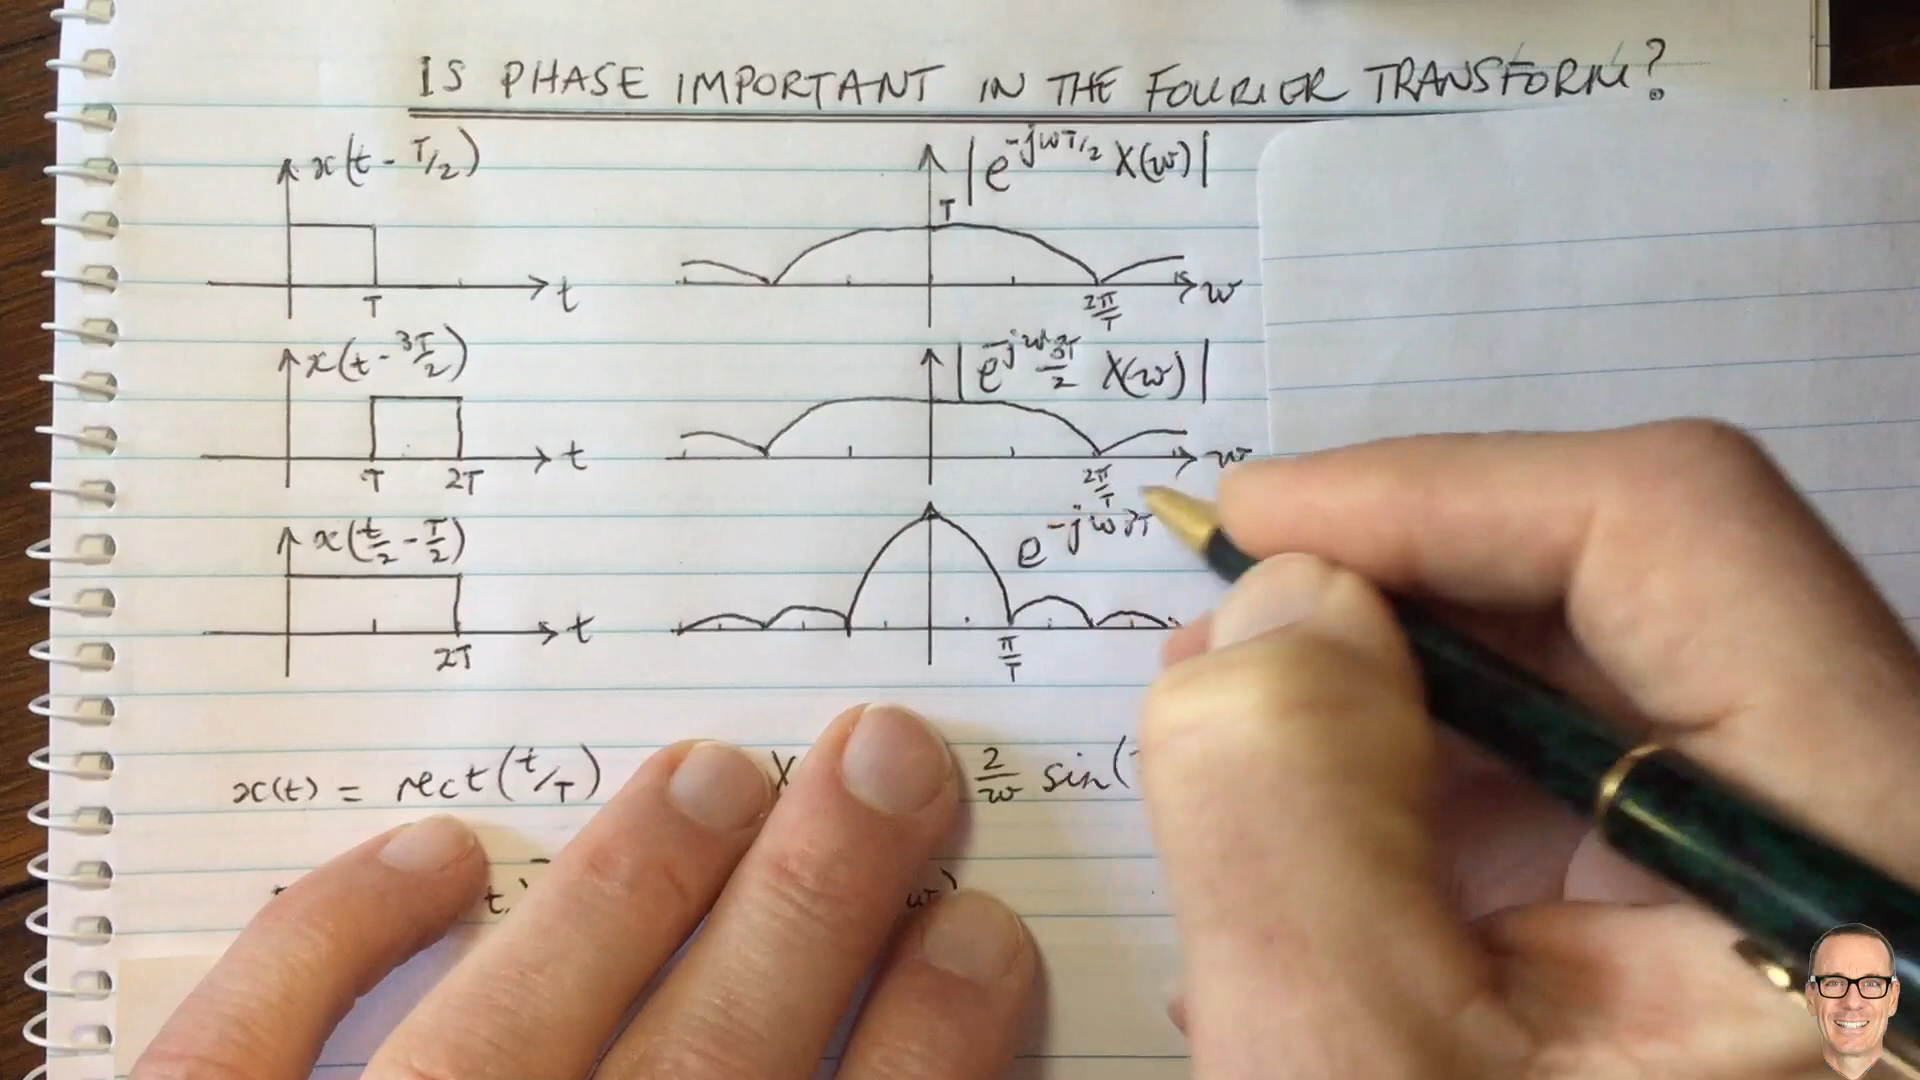 IS PHASE IMPORTANT IN THE FOURIER TRANSFORM?
x(t - T/2)
|e^{-jωT/2} X(ω)|
T
T
t
2π/T
ω
x(t - 3T/2)
|e^{-jω3T/2} X(ω)|
T
2T
t
2π/T
ω
x(t/2 - T/2)
e^{-jω3T
2T
t
π/T
x(t) = rect(t/T)
X
2/ω sin(
t
ω)